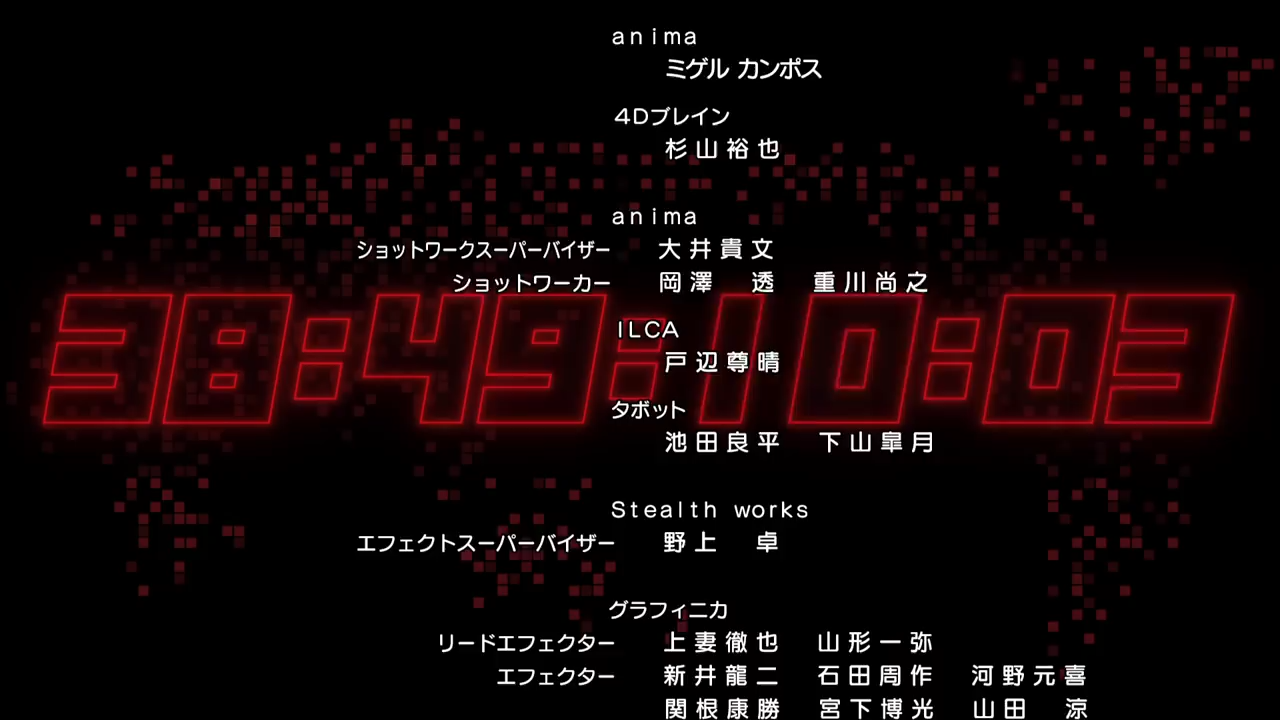 anima
ミゲル カンポス
4Dブレイン
杉山裕也
anima
ショットワークスーパーバイザー 大井貴文
ショットワーカー 岡澤 透 重川尚之
38:49:10:03
ILCA
戸辺尊晴
タボット
池田良平 下山皐月
Stealth works
エフェクトスーパーバイザー 野上 卓
グラフィニカ
リードエフェクター 上妻徹也 山形一弥
エフェクター 新井龍二 石田周作 河野元喜
関根康勝 宮下博光 山田 涼